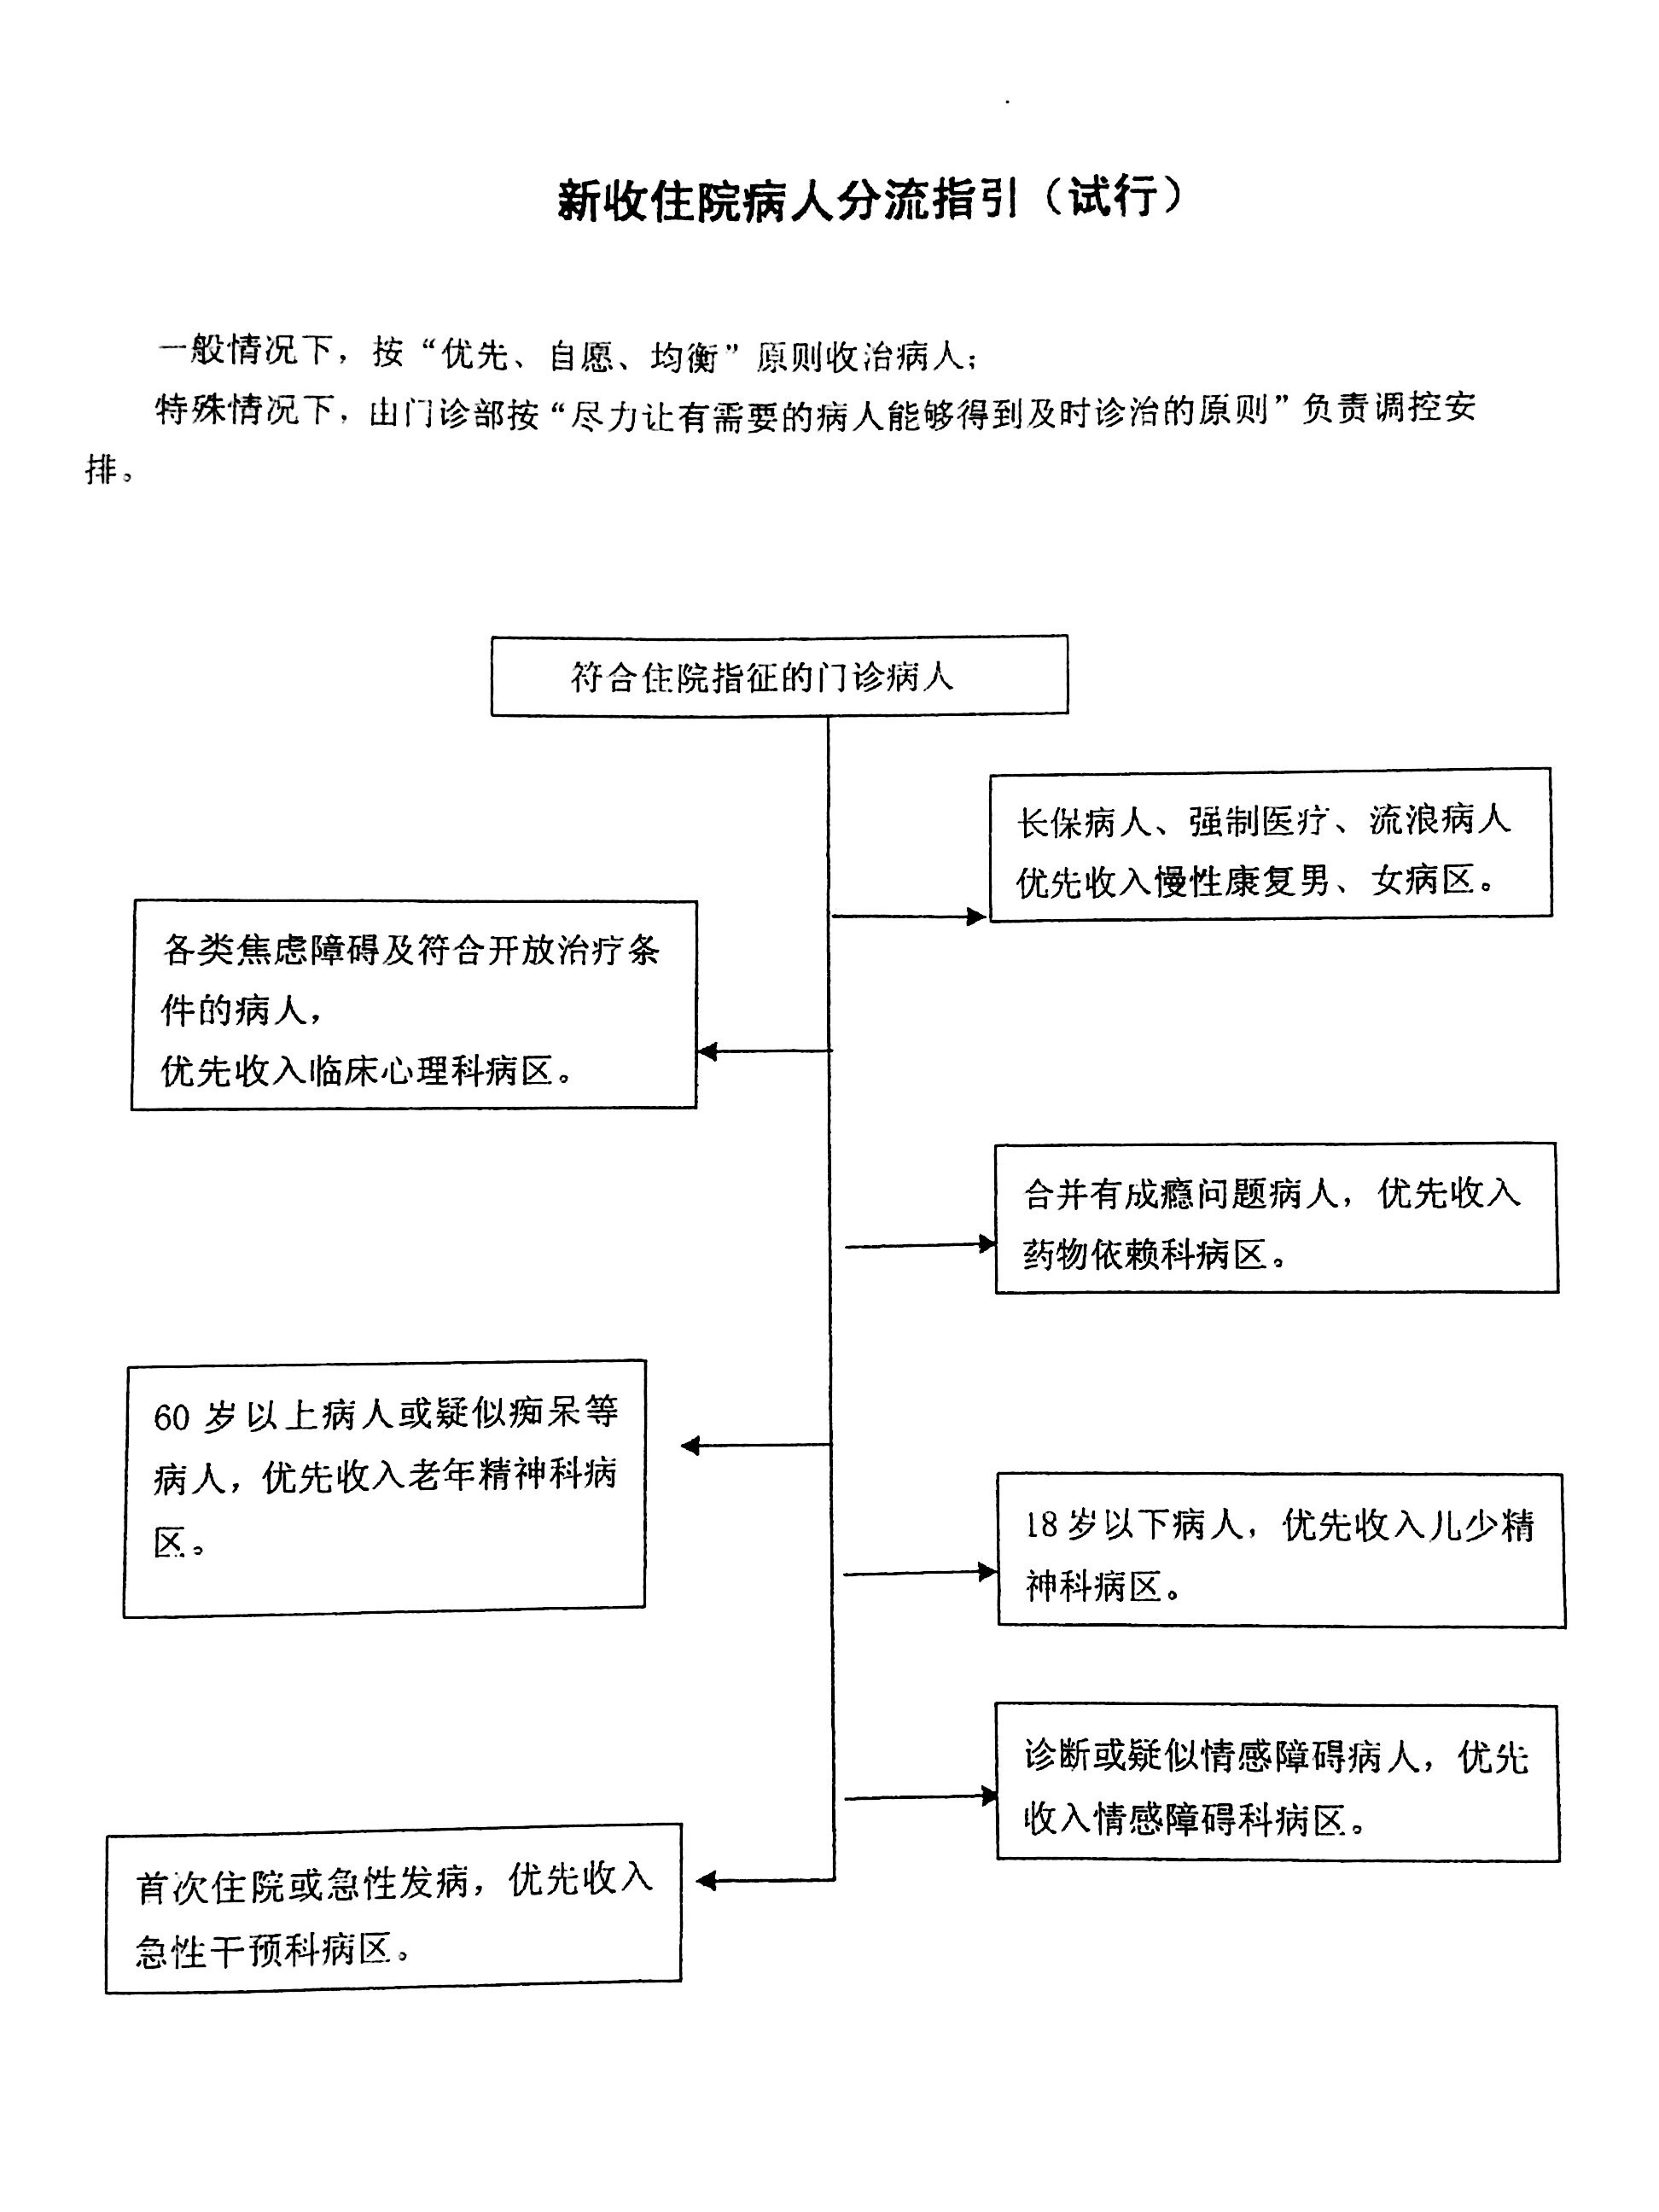 新收住院病人分流指引（试行）
一般情况下，按“优先、自愿、均衡”原则收治病人；
特殊情况下，由门诊部按“尽力让有需要的病人能够得到及时诊治的原则”负责调控安
排。
符合住院指征的门诊病人
长保病人、强制医疗、流浪病人
优先收入慢性康复男、女病区。
各类焦虑障碍及符合开放治疗条
件的病人，
优先收入临床心理科病区。
合并有成瘾问题病人，优先收入
药物依赖科病区。
60 岁以上病人或疑似痴呆等
病人，优先收入老年精神科病
区。
18 岁以下病人，优先收入儿少精
神科病区。
诊断或疑似情感障碍病人，优先
收入情感障碍科病区。
首次住院或急性发病，优先收入
急性干预科病区。